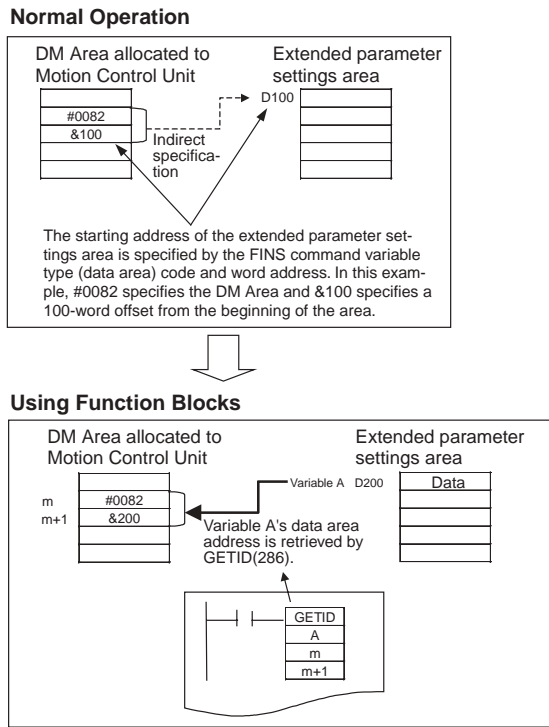 Normal Operation
DM Area allocated to
Motion Control Unit
Extended parameter
settings area
D100
#0082
&100
Indirect
specifica-
tion
The starting address of the extended parameter set-
tings area is specified by the FINS command variable
type (data area) code and word address. In this exam-
ple, #0082 specifies the DM Area and &100 specifies a
100-word offset from the beginning of the area.
Using Function Blocks
DM Area allocated to
Motion Control Unit
Extended parameter
settings area
Variable A D200 Data
m #0082
m+1 &200
Variable A's data area
address is retrieved by
GETID(286).
GETID
A
m
m+1